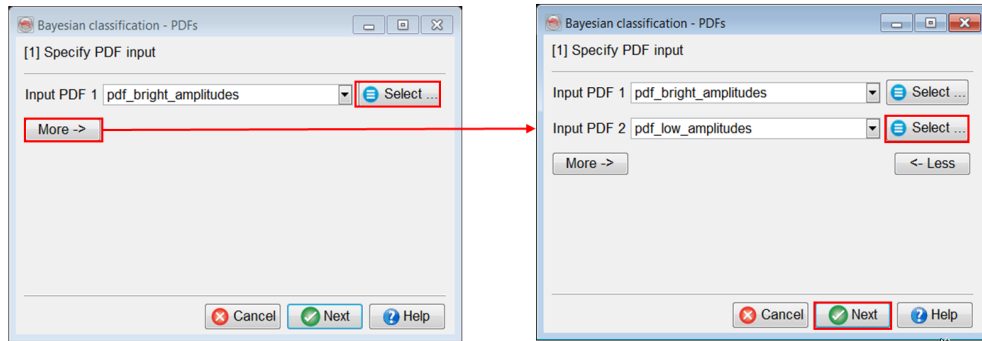 Bayesian classification - PDFs
[1] Specify PDF input
Input PDF 1 pdf_bright_amplitudes Select ...
More ->
Cancel Next Help
Bayesian classification - PDFs
[1] Specify PDF input
Input PDF 1 pdf_bright_amplitudes Select ...
Input PDF 2 pdf_low_amplitudes Select ...
More -> <- Less
Cancel Next Help